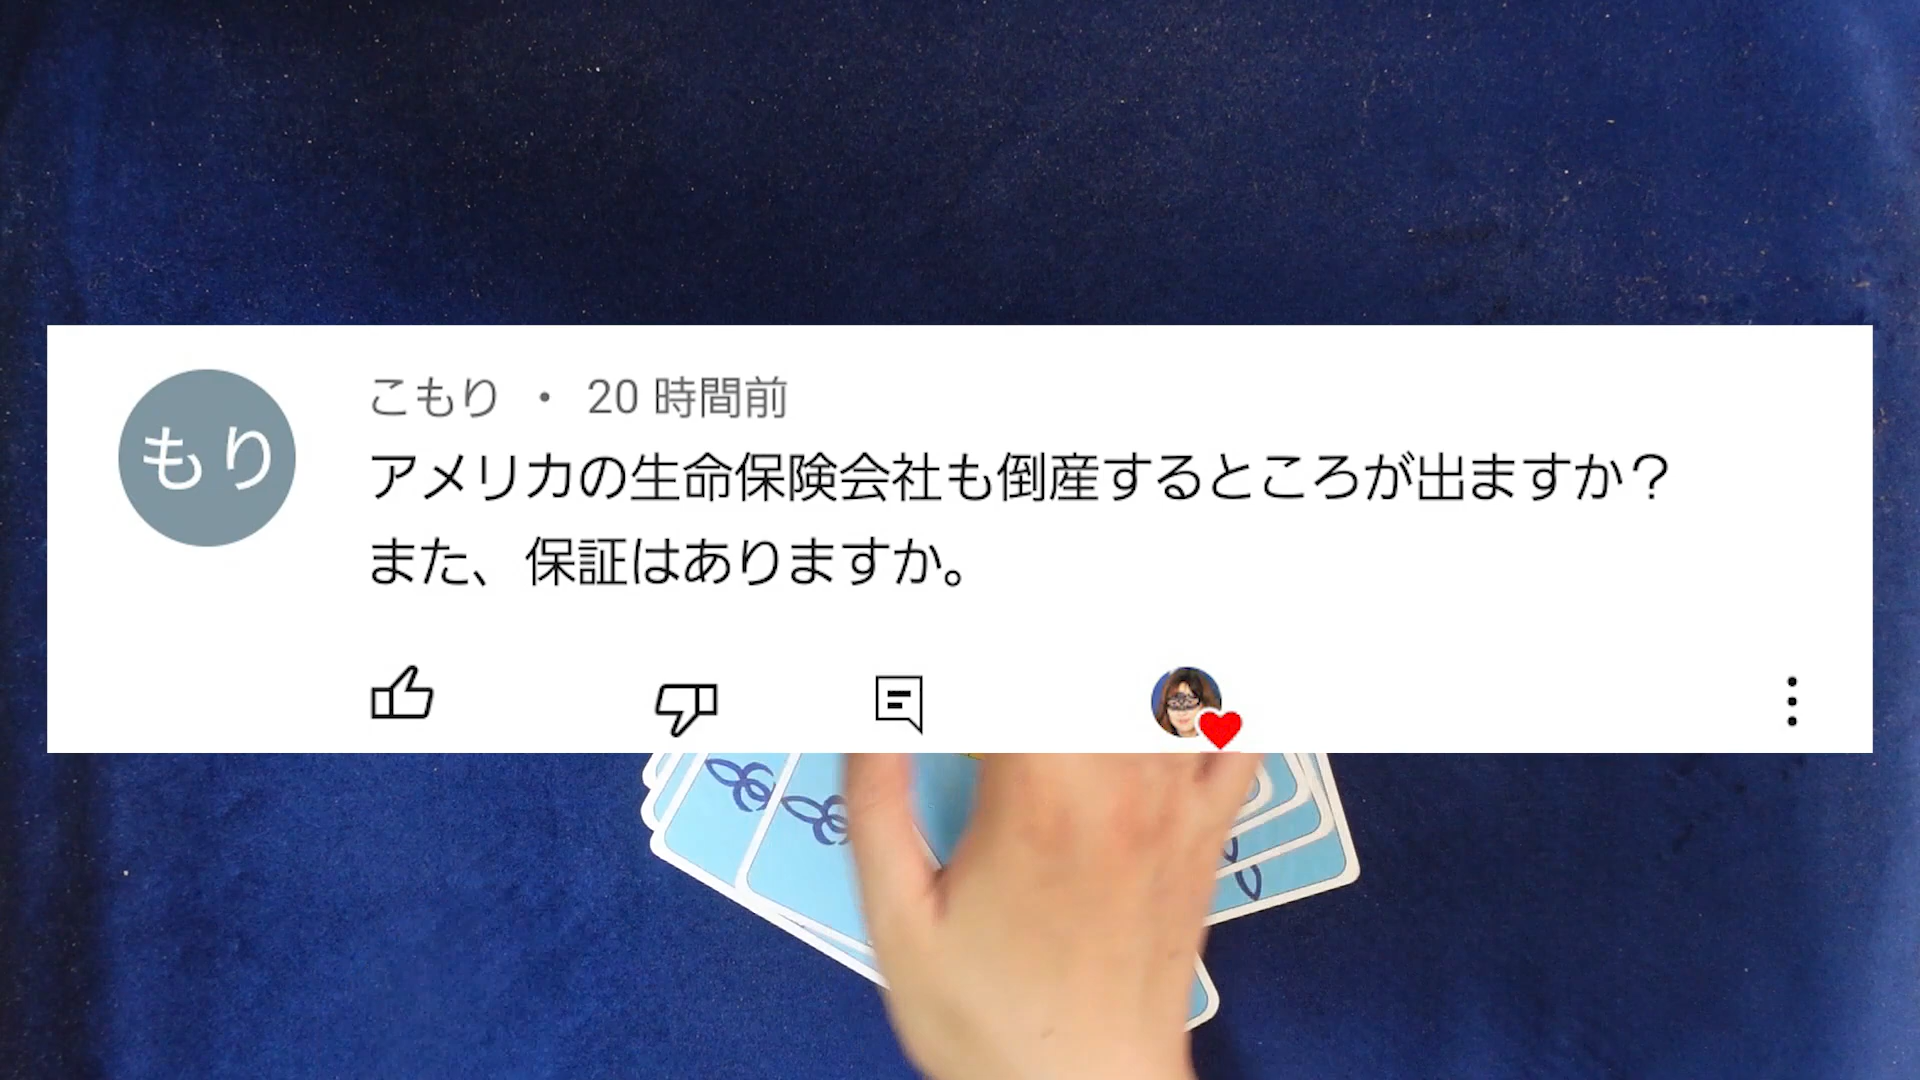 もり
こもり ・ 20 時間前
アメリカの生命保険会社も倒産するところが出ますか？
また、保証はありますか。